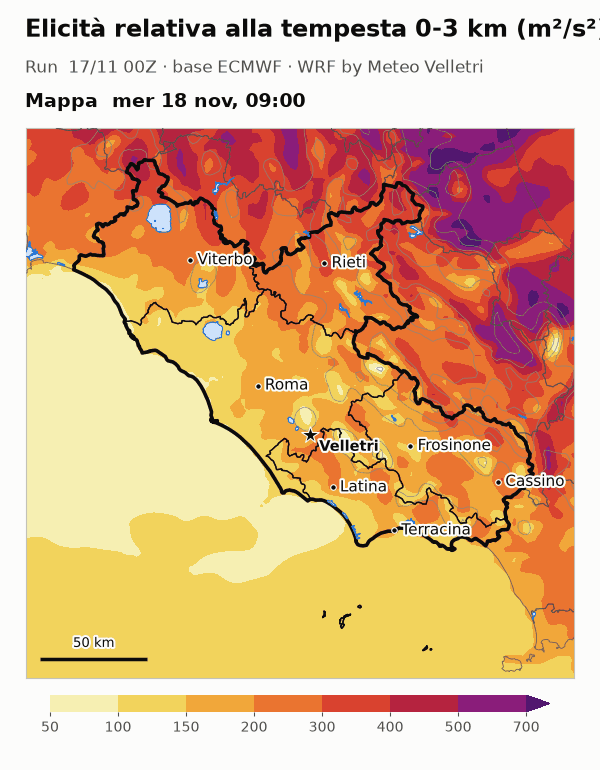 Elicità relativa alla tempesta 0-3 km (m²/s²)
Run 17/11 00Z · base ECMWF · WRF by Meteo Velletri
Mappa mer 18 nov, 09:00
Viterbo
Rieti
Roma
Velletri
Frosinone
Latina
Cassino
Terracina
50 km
50 100 150 200 300 400 500 700